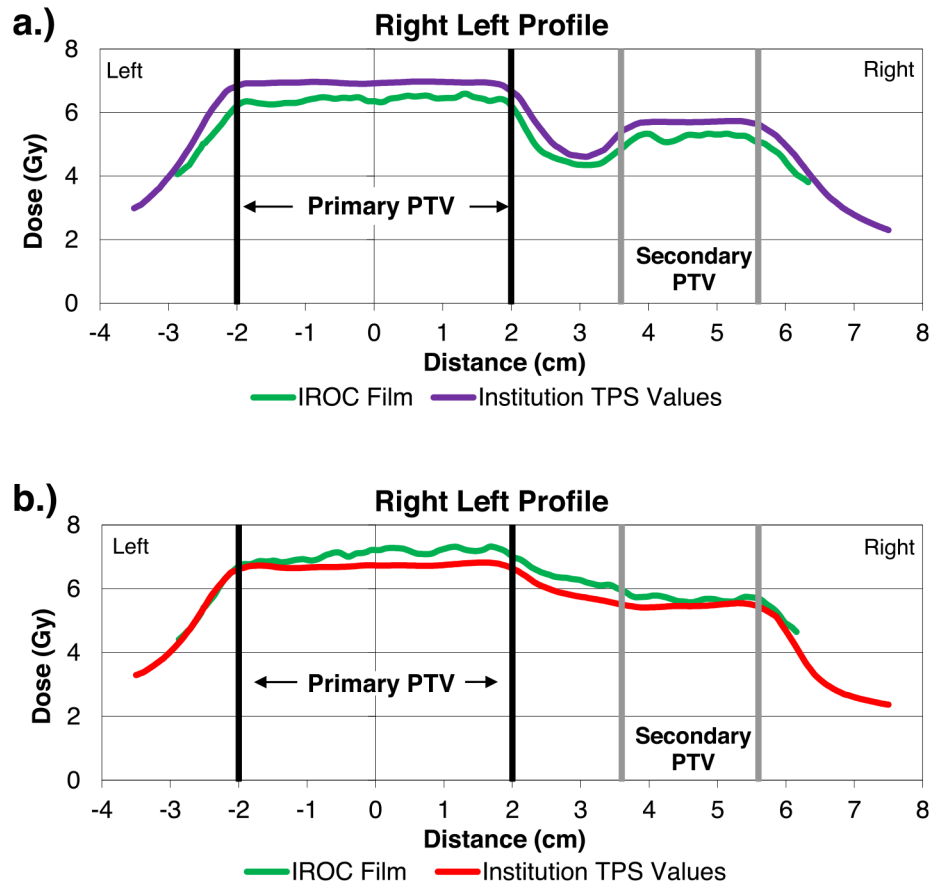 a.)
Right Left Profile
8
6
4
2
0
Dose (Gy)
Left
Right
Primary PTV
Secondary
PTV
-4 -3 -2 -1 0 1 2 3 4 5 6 7 8
Distance (cm)
IROC Film Institution TPS Values
b.)
Right Left Profile
8
6
4
2
0
Dose (Gy)
Left
Right
Primary PTV
Secondary
PTV
-4 -3 -2 -1 0 1 2 3 4 5 6 7 8
Distance (cm)
IROC Film Institution TPS Values